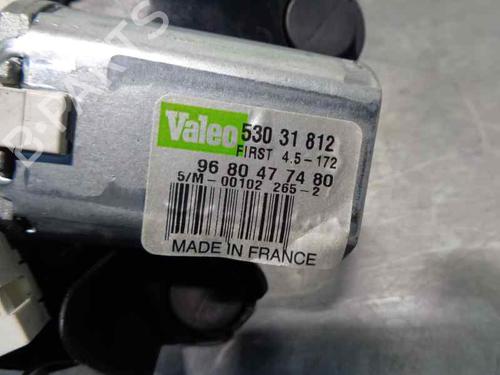 Valeo 530 31 812
FIRST 4.5-172
96 80 47 74 80
5/M-00102 265-2
MADE IN FRANCE
B-PARTS